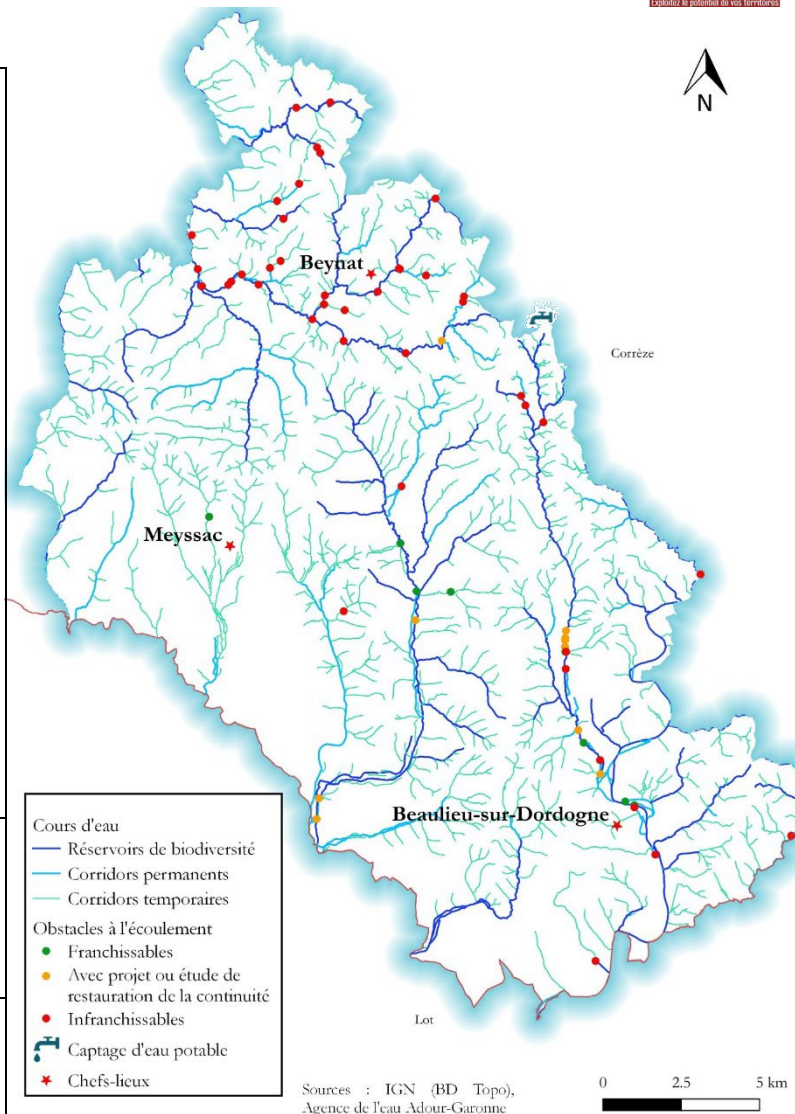 Exploitez le potentiel de vos territoires
N
Beynat
Corrèze
Meyssac
Beaulieu-sur-Dordogne
Cours d'eau
Réservoirs de biodiversité
Corridors permanents
Corridors temporaires
Obstacles à l'écoulement
Franchissables
Avec projet ou étude de
restauration de la continuité
Infranchissables
Captage d'eau potable
Chefs-lieux
Lot
Sources : IGN (BD Topo),
Agence de l'eau Adour-Garonne
0 2.5 5 km